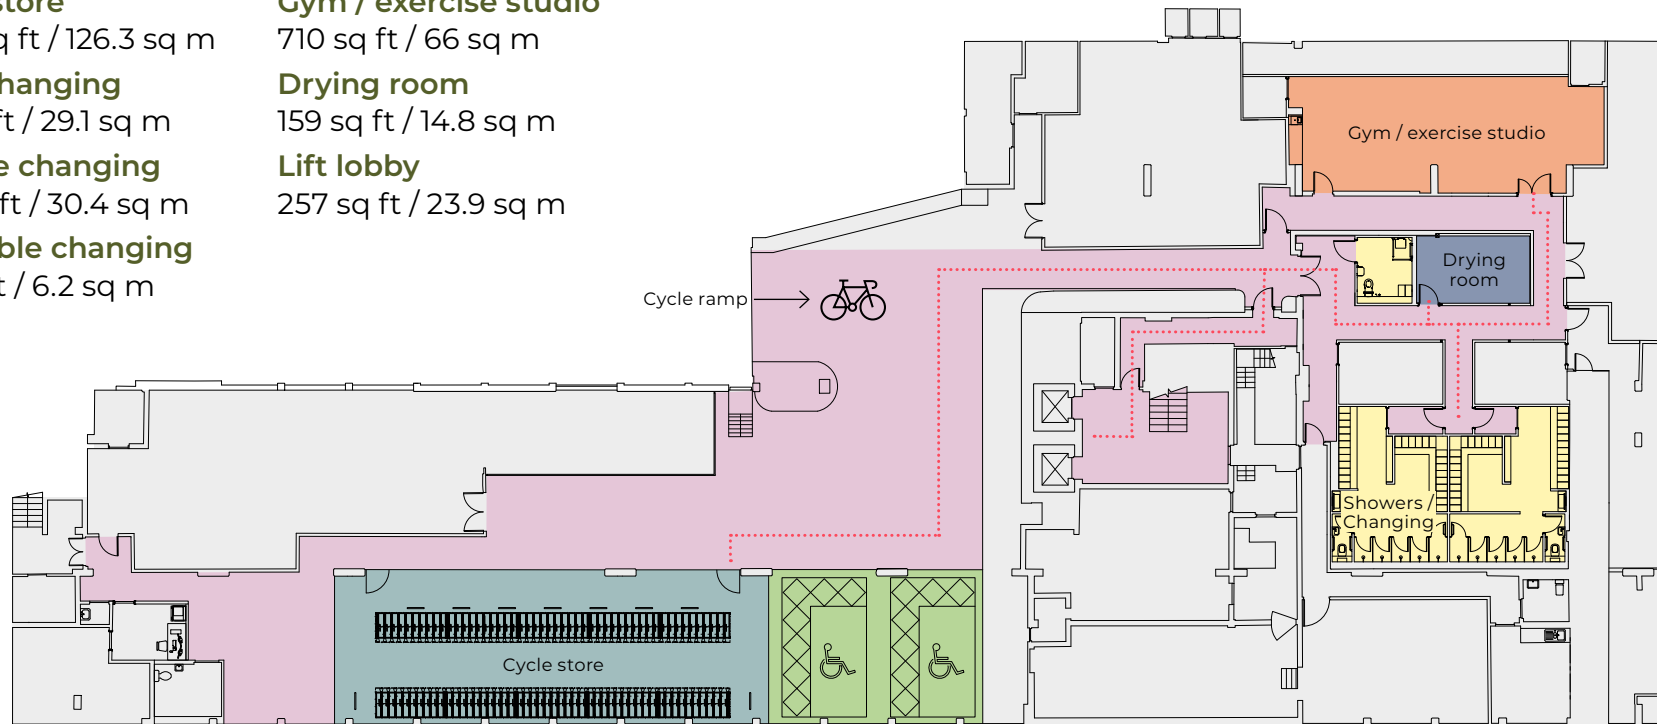 store
Gym / exercise studio
q ft / 126.3 sq m
710 sq ft / 66 sq m
hanging
Drying room
ft / 29.1 sq m
159 sq ft / 14.8 sq m
e changing
Lift lobby
ft / 30.4 sq m
257 sq ft / 23.9 sq m
ble changing
t / 6.2 sq m
Gym / exercise studio
Drying
room
Cycle ramp
Showers /
Changing
Cycle store